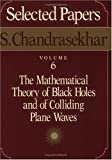 Selected Papers
S. Chandrasekhar
VOLUME
6
The Mathematical
Theory of Black Holes
and of Colliding
Plane Waves